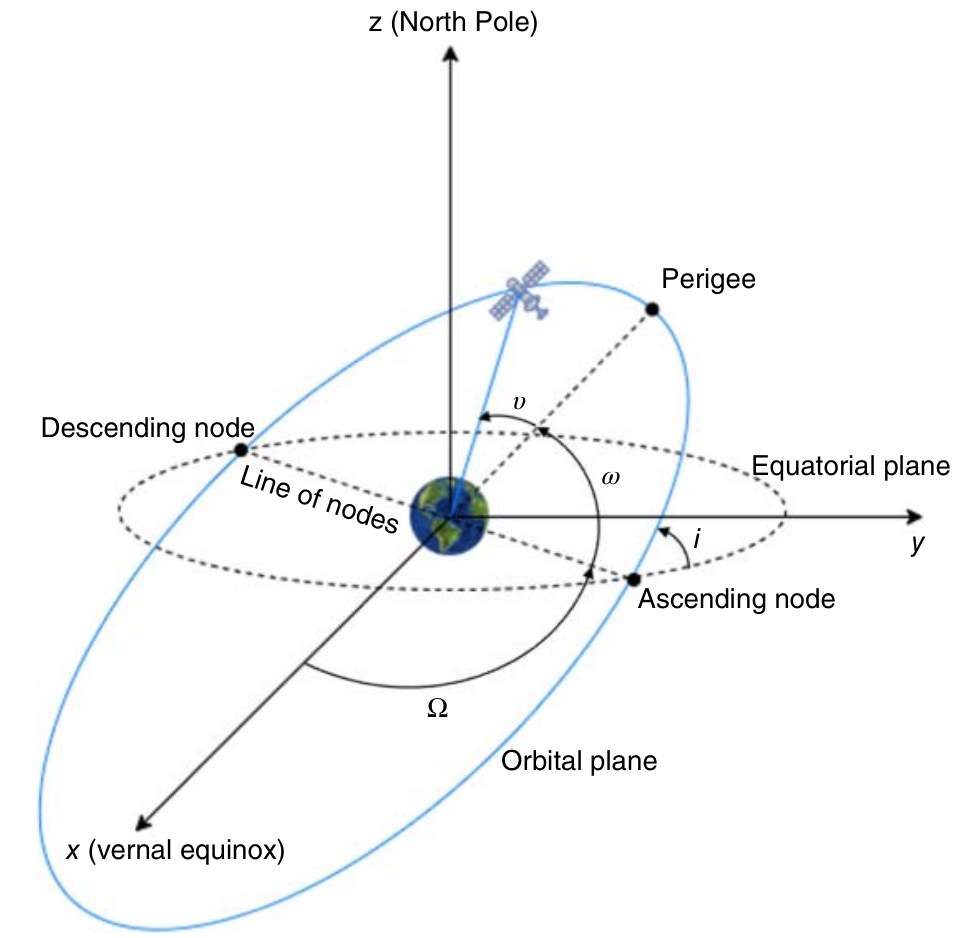 z (North Pole)
Perigee
υ
Descending node
Equatorial plane
ω
Line of nodes
i
y
Ascending node
Ω
Orbital plane
x (vernal equinox)